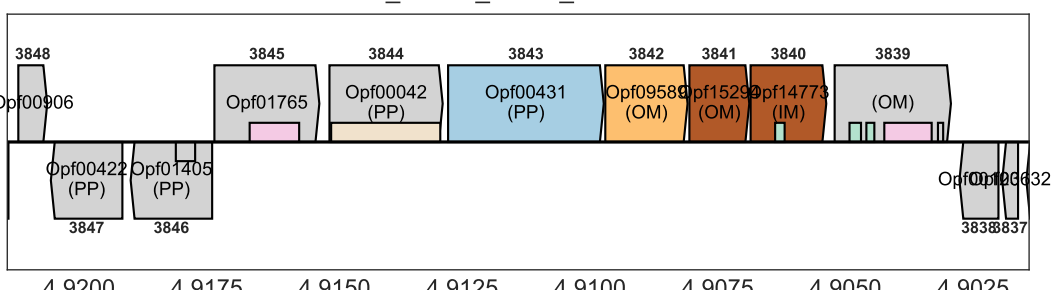 3848
3845
3844
3843
3842
3841
3840
3839
Opf00906
Opf01765
Opf00042
(PP)
Opf00431
(PP)
Opf09589
(OM)
Opf15294
(OM)
Opf14773
(IM)
(OM)
Opf00422
(PP)
Opf01405
(PP)
3847
3846
3838
3837
4.9200
4.9175
4.9150
4.9125
4.9100
4.9075
4.9050
4.9025